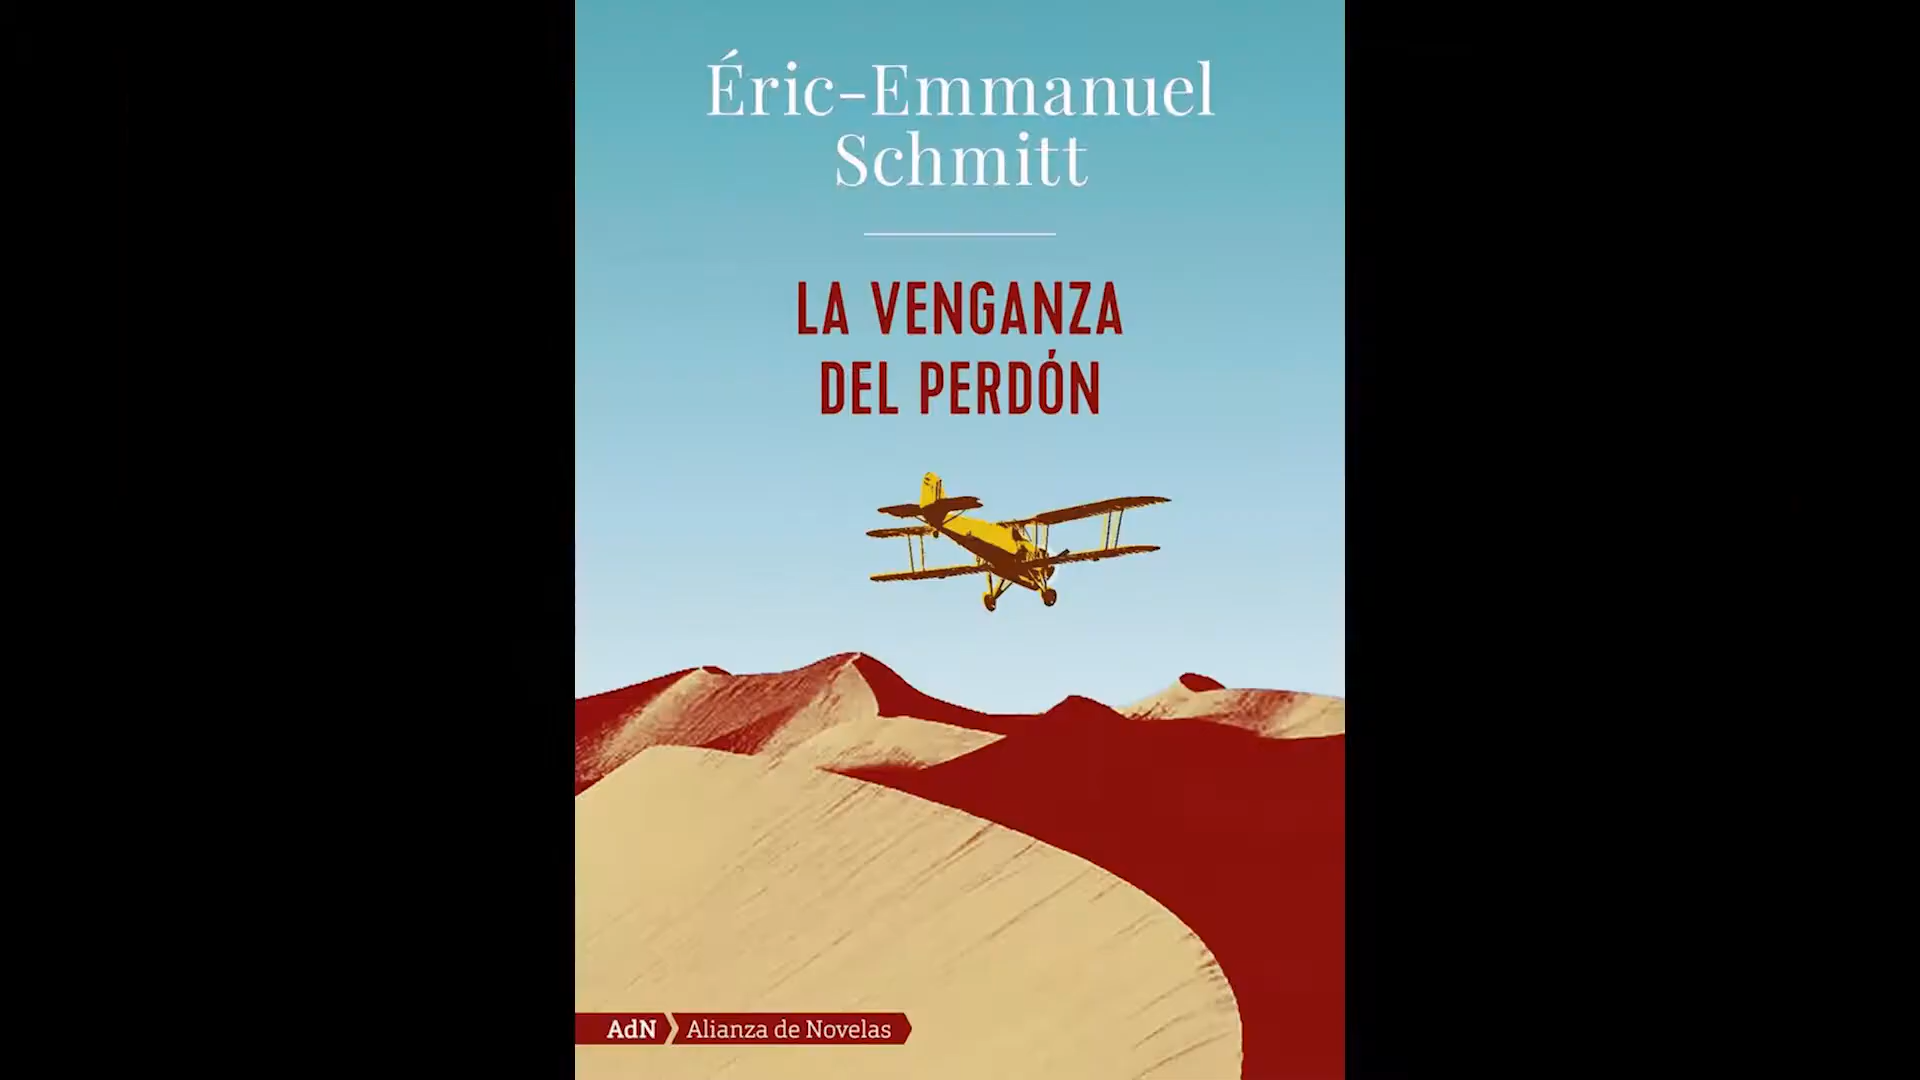 Éric-Emmanuel
Schmitt
LA VENGANZA
DEL PERDÓN
AdN Alianza de Novelas